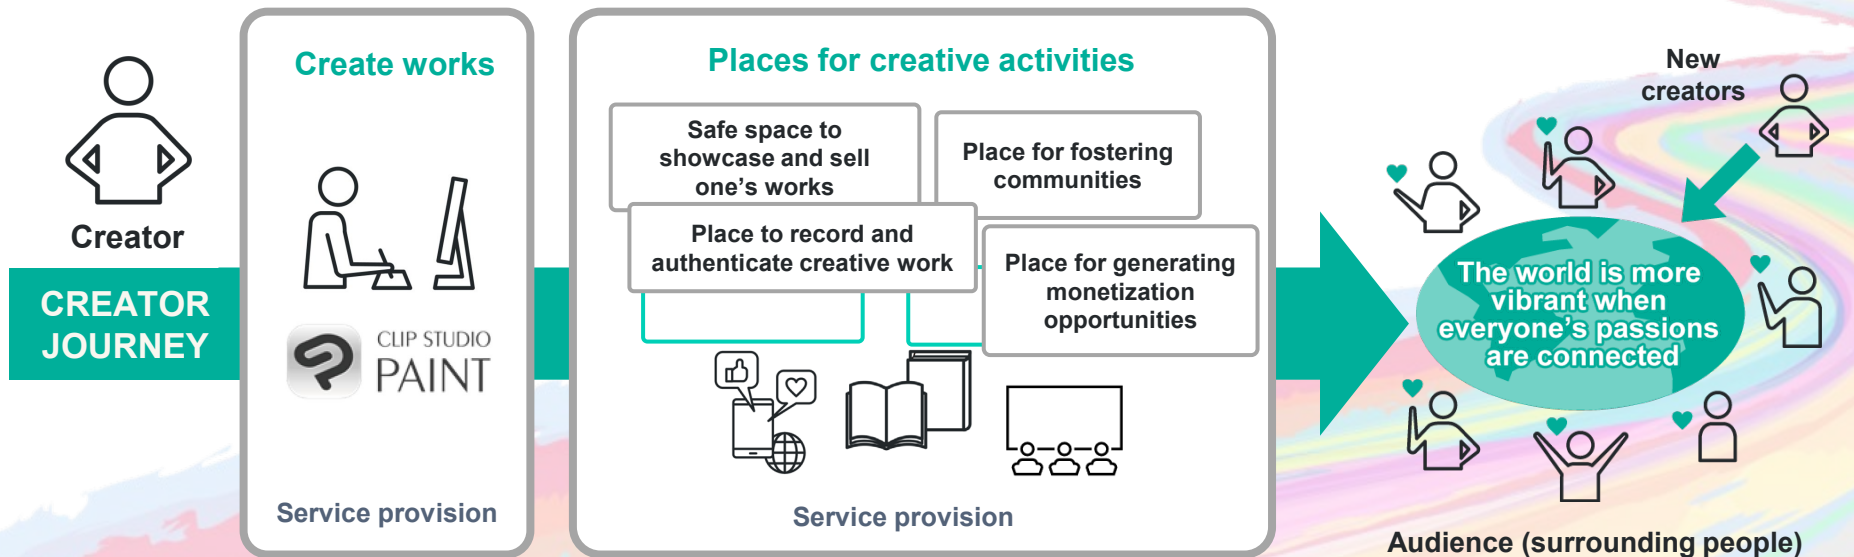 Creator
CREATOR
JOURNEY
Create works
CLIP STUDIO
PAINT
Service provision
Places for creative activities
Safe space to
showcase and sell
one's works
Place for fostering
communities
Place to record and
authenticate creative work
Place for generating
monetization
opportunities
Service provision
New
creators
The world is more
vibrant when
everyone's passions
are connected
Audience (surrounding people)